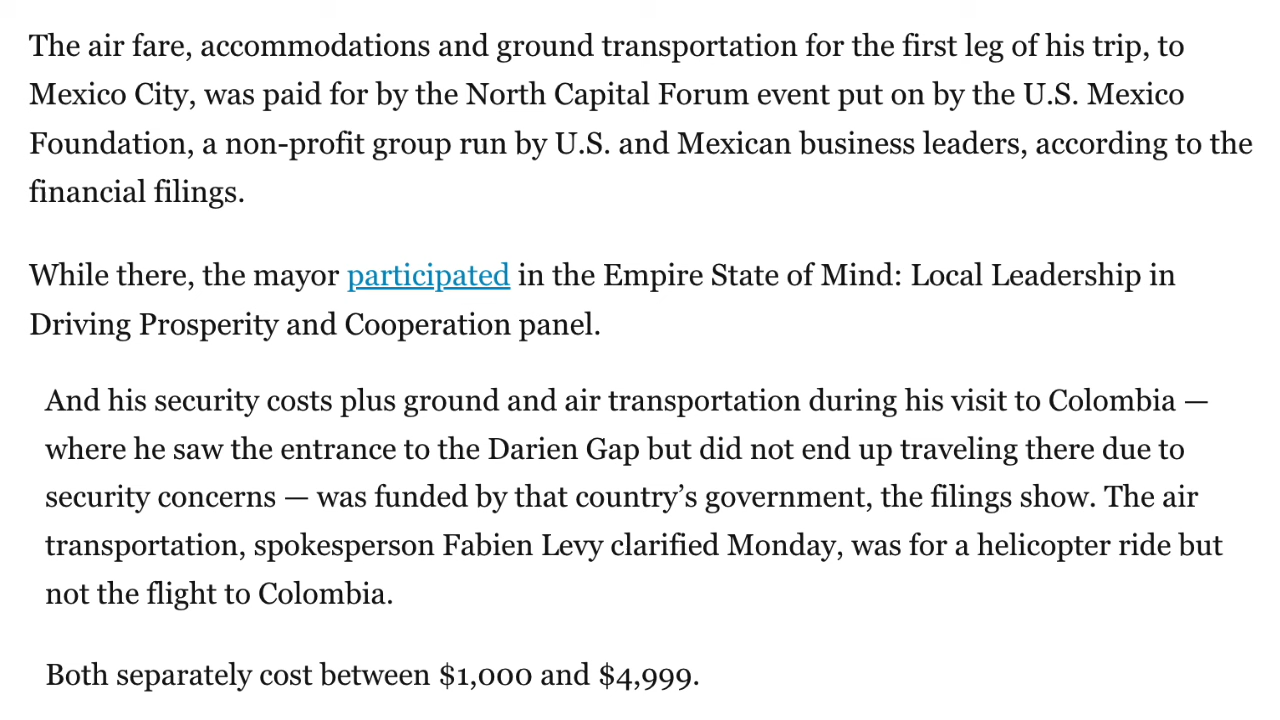 The air fare, accommodations and ground transportation for the first leg of his trip, to
Mexico City, was paid for by the North Capital Forum event put on by the U.S. Mexico
Foundation, a non-profit group run by U.S. and Mexican business leaders, according to the
financial filings.
While there, the mayor participated in the Empire State of Mind: Local Leadership in
Driving Prosperity and Cooperation panel.
And his security costs plus ground and air transportation during his visit to Colombia —
where he saw the entrance to the Darien Gap but did not end up traveling there due to
security concerns — was funded by that country’s government, the filings show. The air
transportation, spokesperson Fabien Levy clarified Monday, was for a helicopter ride but
not the flight to Colombia.
Both separately cost between $1,000 and $4,999.